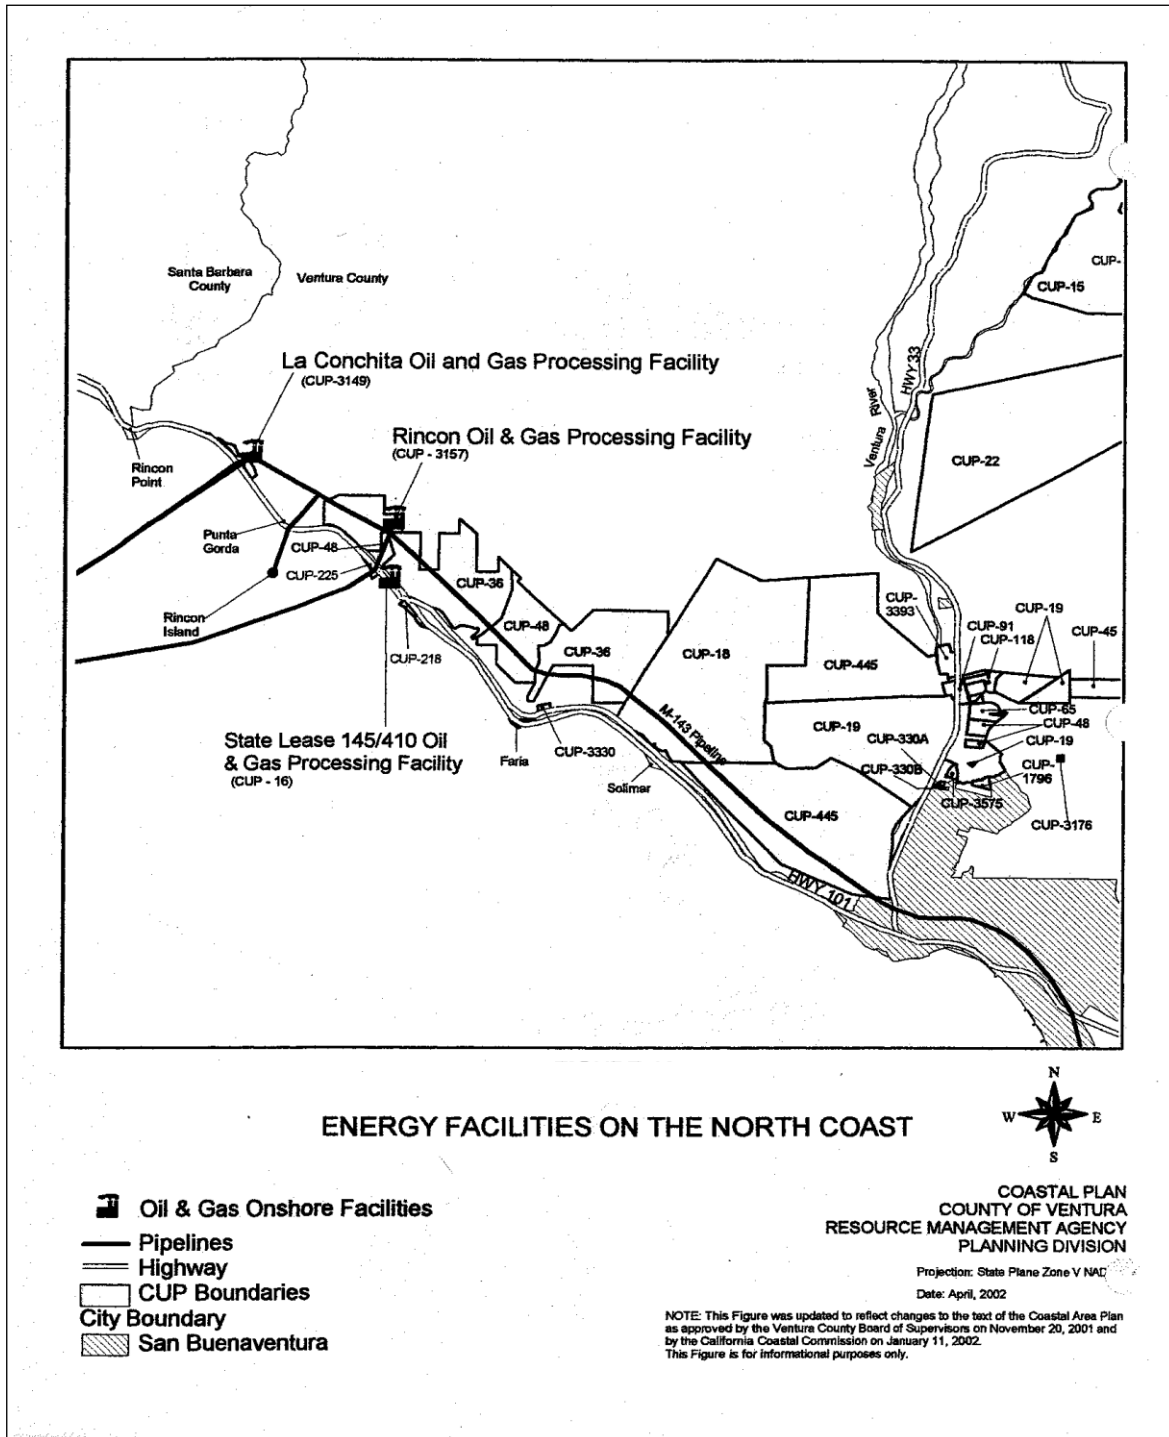 Santa Barbara
County
Ventura County
CUP-
CUP-15
HWY 33
La Conchita Oil and Gas Processing Facility
(CUP-3149)
Ventura River
Rincon Oil & Gas Processing Facility
(CUP - 3157)
CUP-22
Rincon
Point
Punta
Gorda
CUP-48
CUP-225
CUP-36
Rincon
Island
CUP-48
CUP-36
CUP-218
CUP-18
CUP-
3393
CUP-91
CUP-118
CUP-19
CUP-45
CUP-445
CUP-65
CUP-48
CUP-19
M-143 Pipeline
CUP-19
CUP-330A
CUP-330B
CUP-
1796
CUP-3575
CUP-3176
State Lease 145/410 Oil
& Gas Processing Facility
(CUP - 16)
CUP-3330
Faria
Solimar
CUP-445
HWY 101
N
W
E
S
ENERGY FACILITIES ON THE NORTH COAST
Oil & Gas Onshore Facilities
Pipelines
Highway
CUP Boundaries
City Boundary
San Buenaventura
COASTAL PLAN
COUNTY OF VENTURA
RESOURCE MANAGEMENT AGENCY
PLANNING DIVISION
Projection: State Plane Zone V NAD
Date: April, 2002
NOTE: This Figure was updated to reflect changes to the text of the Coastal Area Plan
as approved by the Ventura County Board of Supervisors on November 20, 2001 and
by the California Coastal Commission on January 11, 2002.
This Figure is for informational purposes only.